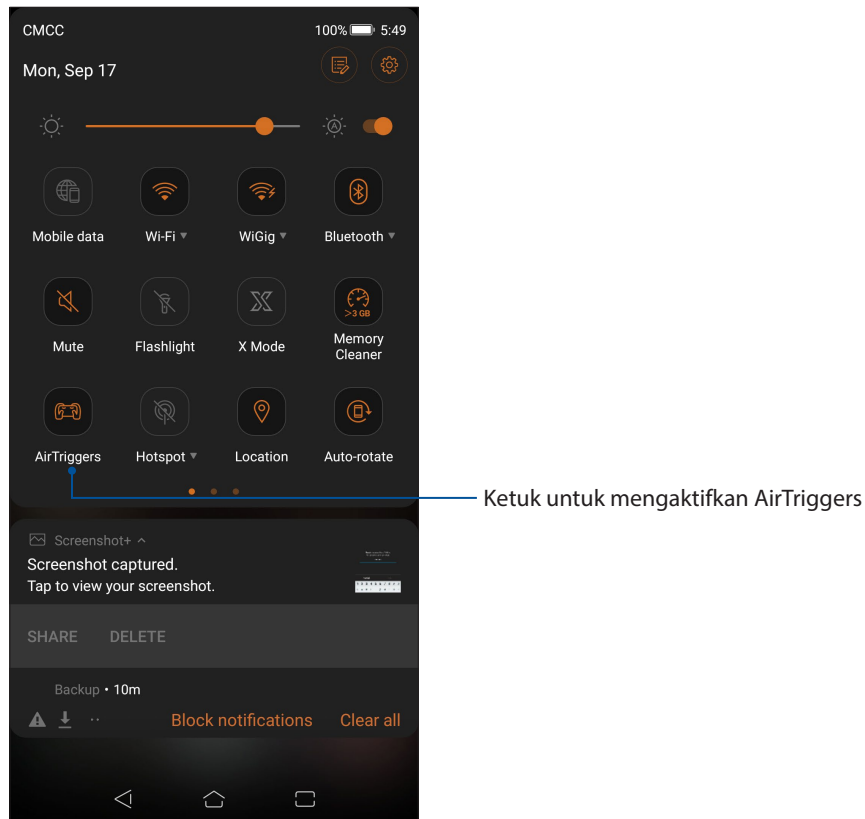 CMCC
100% 5:49
Mon, Sep 17
A
Mobile data
Wi-Fi
WiGig
Bluetooth
>3 GB
Mute
Flashlight
X Mode
Memory
Cleaner
AirTriggers
Hotspot
Location
Auto-rotate
Ketuk untuk mengaktifkan AirTriggers
Screenshot+
Screenshot captured.
Tap to view your screenshot.
SHARE
DELETE
Backup • 10m
Block notifications
Clear all